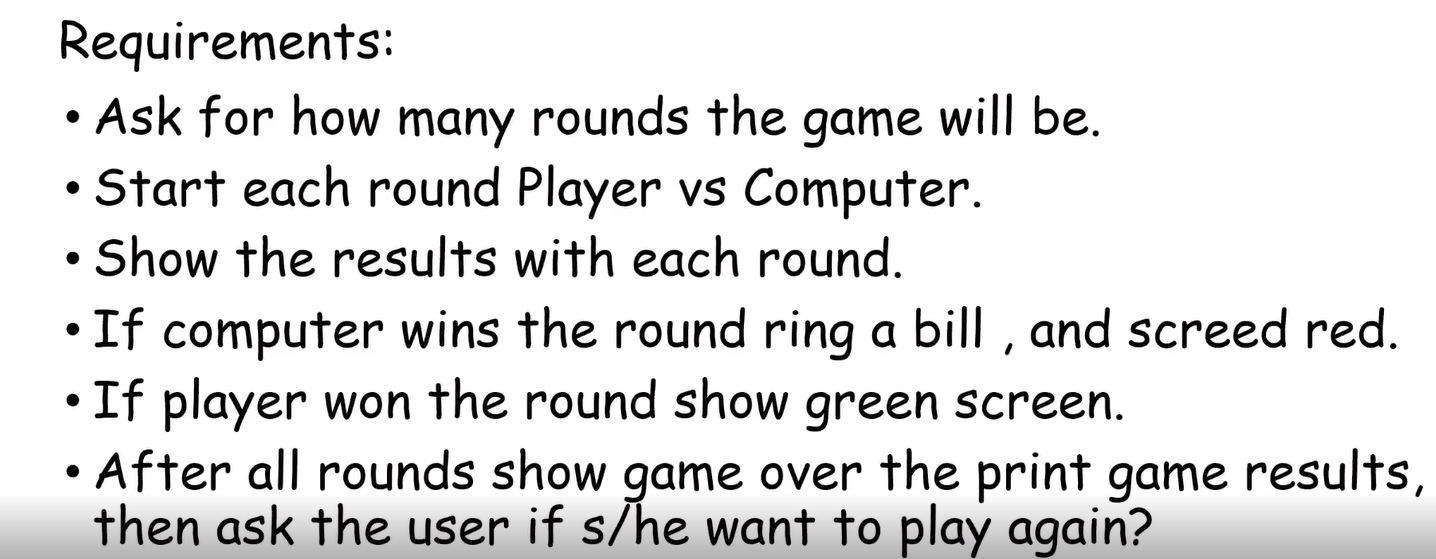 Requirements:
• Ask for how many rounds the game will be.
• Start each round Player vs Computer.
• Show the results with each round.
• If computer wins the round ring a bill , and screed red.
• If player won the round show green screen.
• After all rounds show game over the print game results,
then ask the user if s/he want to play again?